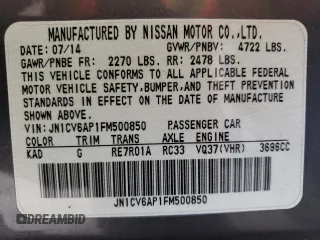 MANUFACTURED BY NISSAN MOTOR CO.,LTD.
DATE: 07/14 GVWR/PNBV: 4722 LBS.
GAWR/PNBE FR: 2270 LBS. RR: 2478 LBS.
THIS VEHICLE CONFORMS TO ALL APPLICABLE FEDERAL
MOTOR VEHICLE SAFETY,BUMPER,AND THEFT PREVENTION
STANDARDS IN EFFECT ON THE DATE OF MANUFACTURE
SHOWN ABOVE.
VIN:JN1CV6AP1FM500850 PASSENGER CAR
COLOR TRIM TRANS AXLE ENGINE
KAD G RE7R01A RC33 VQ37(VHR) 3696CC
JN1CV6AP1FM500850
DREAMBID